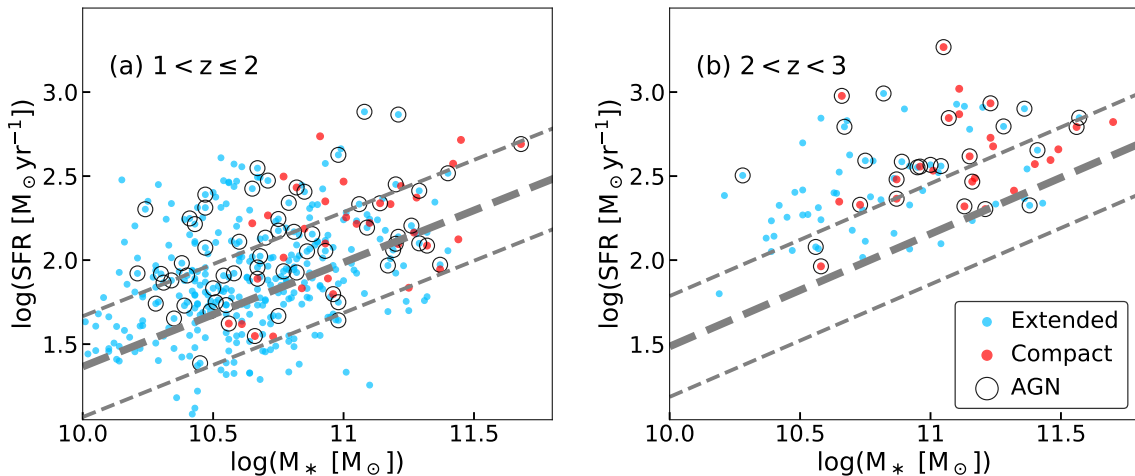 (a) 1 < z ≤ 2
log(SFR [M⊙yr⁻¹])
3.0
2.5
2.0
1.5
10.0
10.5
11
11.5
log(M* [M⊙])
(b) 2 < z < 3
log(SFR [M⊙yr⁻¹])
3.0
2.5
2.0
1.5
10.0
10.5
11
11.5
log(M* [M⊙])
Extended
Compact
AGN